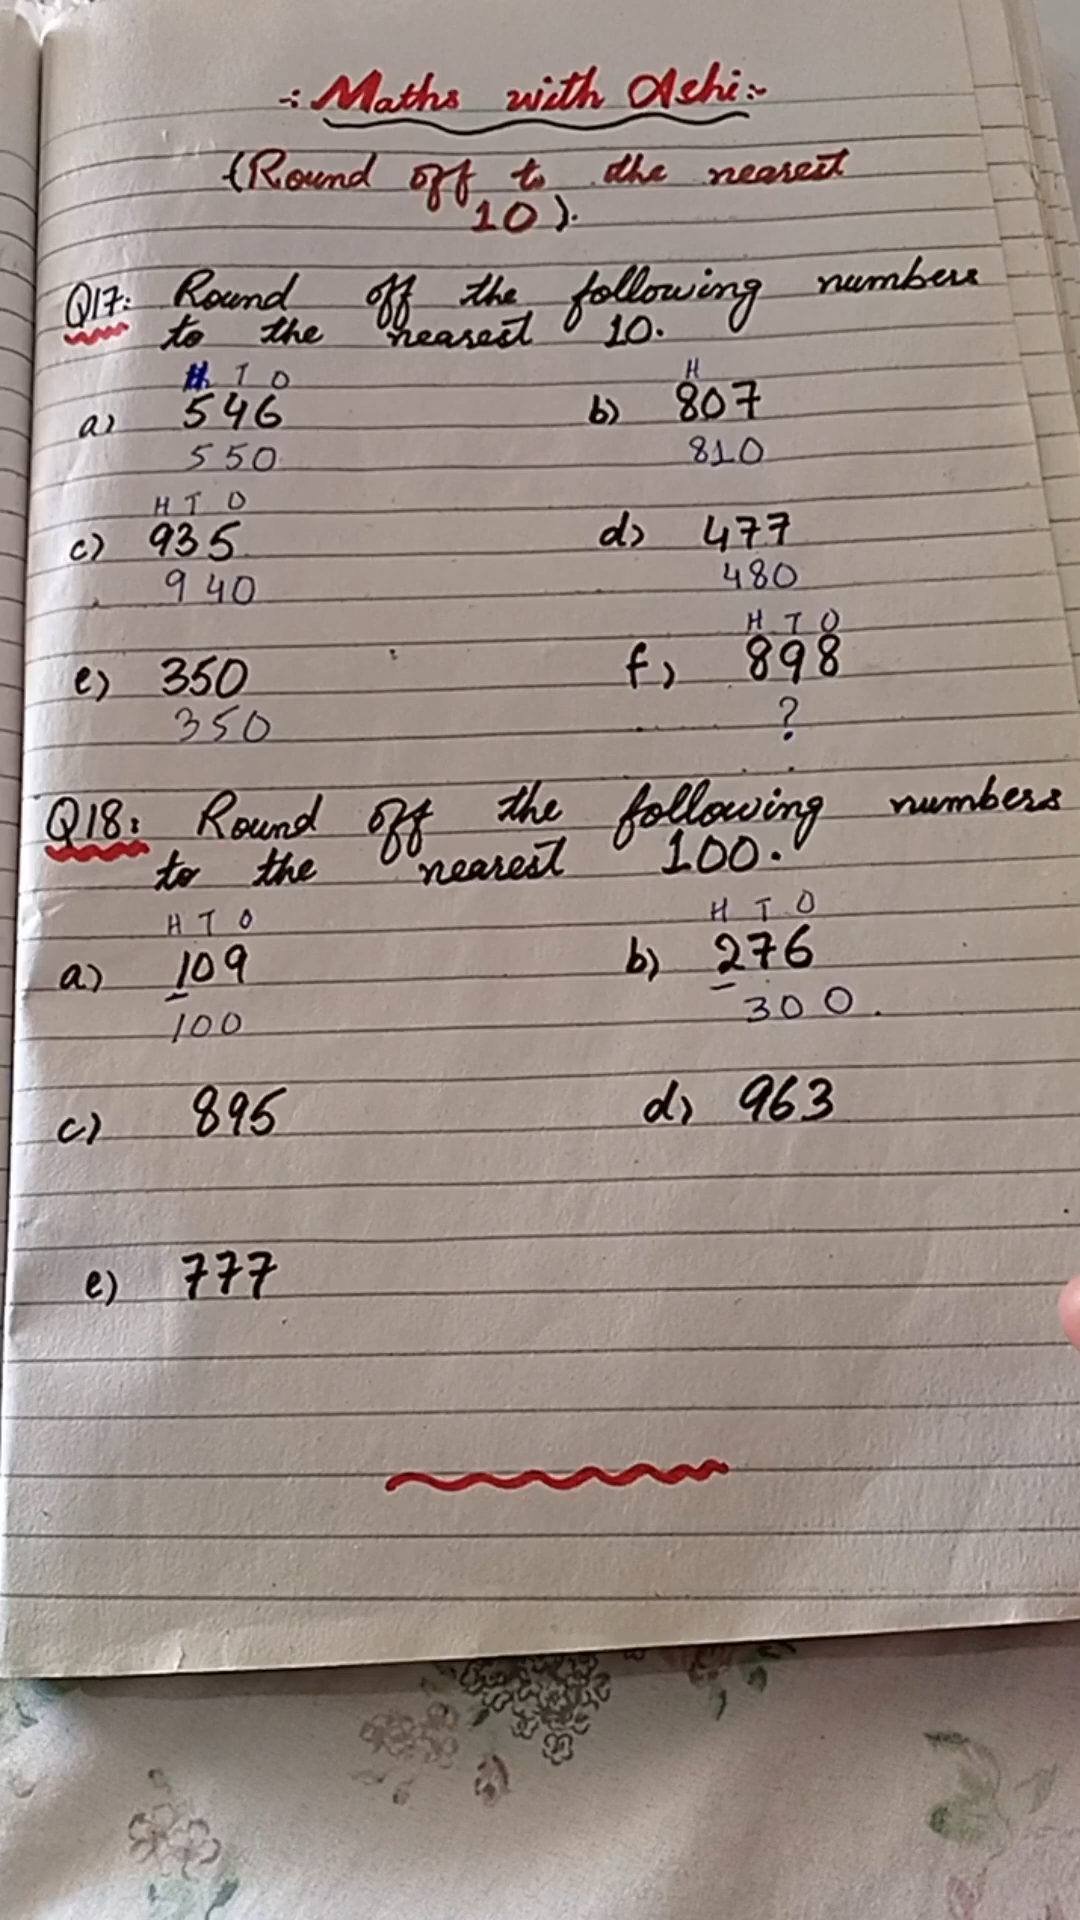 -: Maths with Ashi :-
(Round off to the nearest
10).
Q17: Round off the following numbers
to the nearest 10.
H T O
H
a) 546 b) 807
550 810
H T O
c) 935 d) 477
940 480
H T O
e) 350 f) 898
350 ?
Q18: Round off the following numbers
to the nearest 100.
H T O H T O
a) 109 b) 276
100 300.
c) 895 d) 963
e) 777